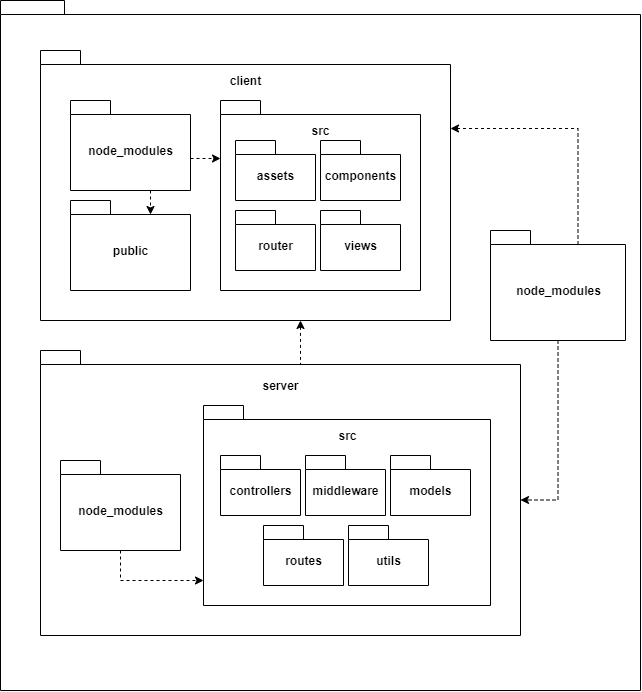 client
node_modules
src
assets
components
public
router
views
node_modules
server
src
controllers
middleware
models
node_modules
routes
utils